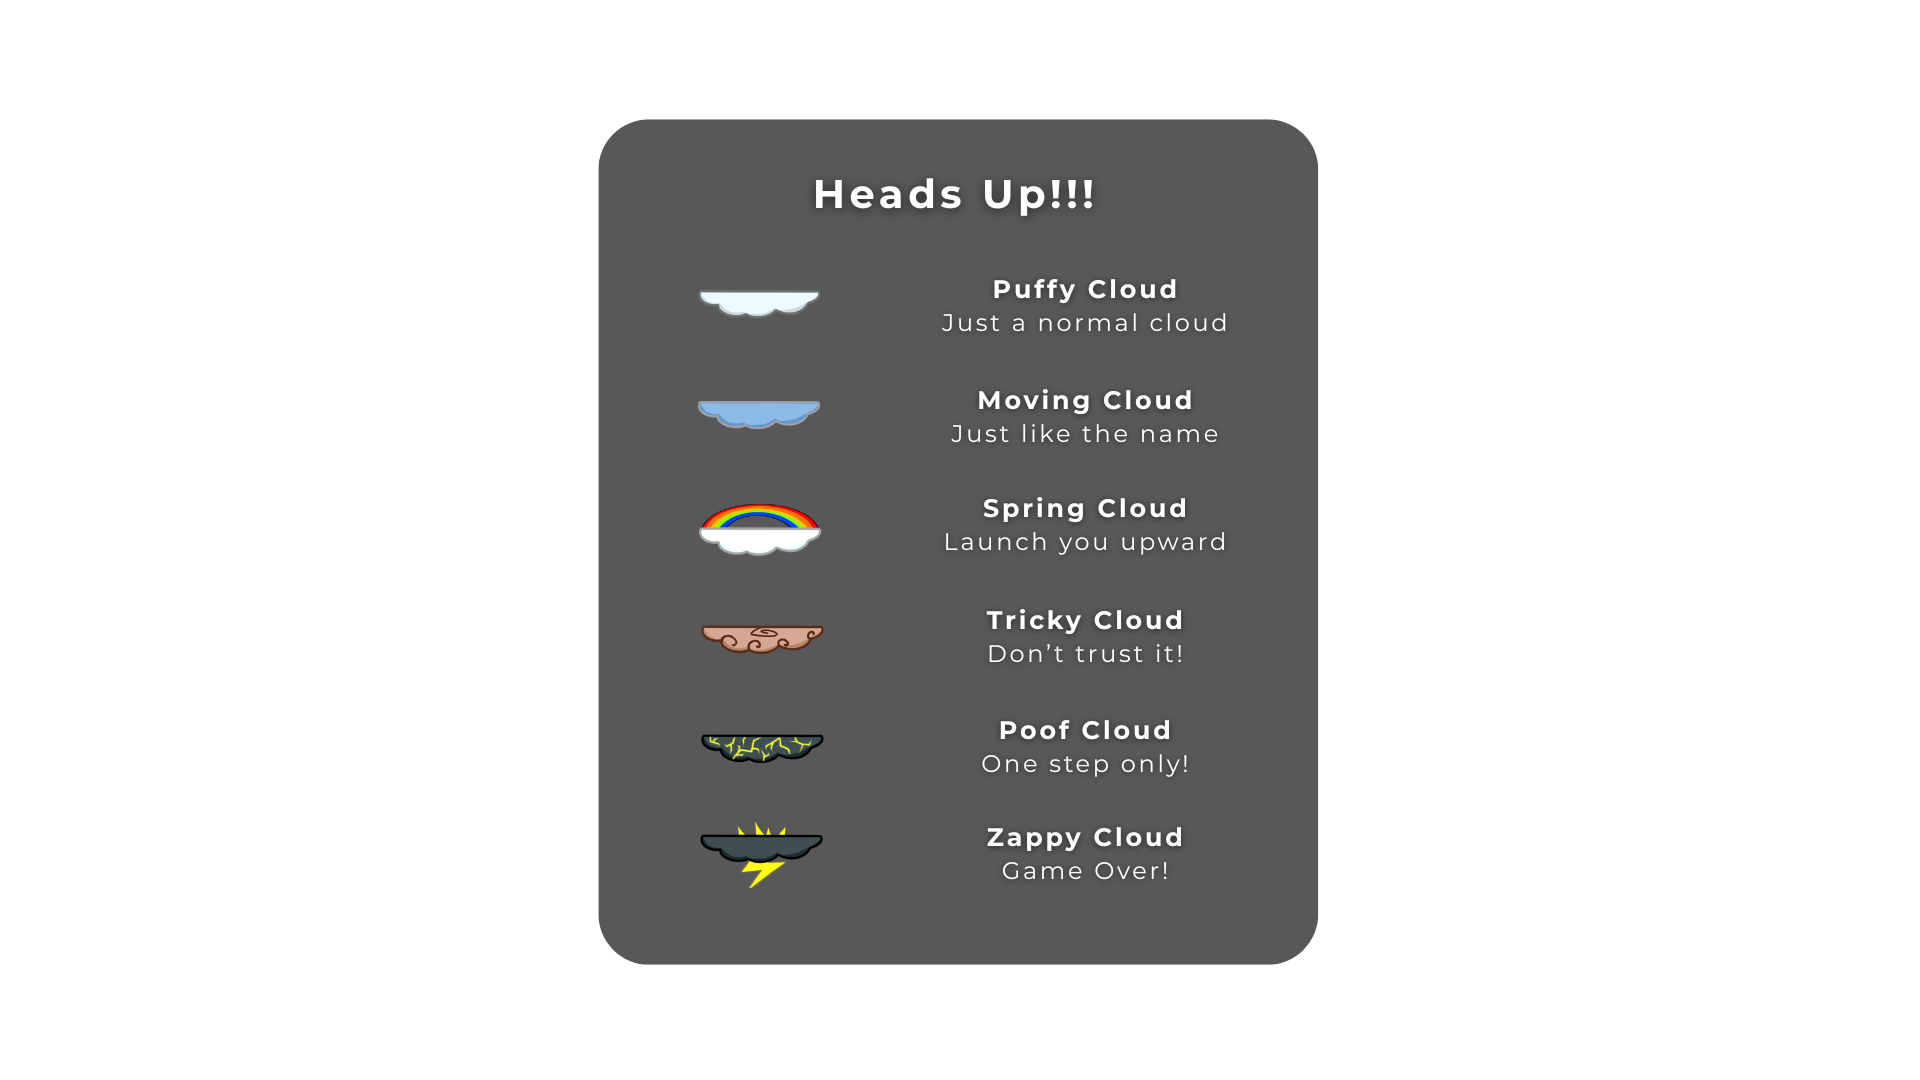 Heads Up!!!
Puffy Cloud
Just a normal cloud
Moving Cloud
Just like the name
Spring Cloud
Launch you upward
Tricky Cloud
Don’t trust it!
Poof Cloud
One step only!
Zappy Cloud
Game Over!